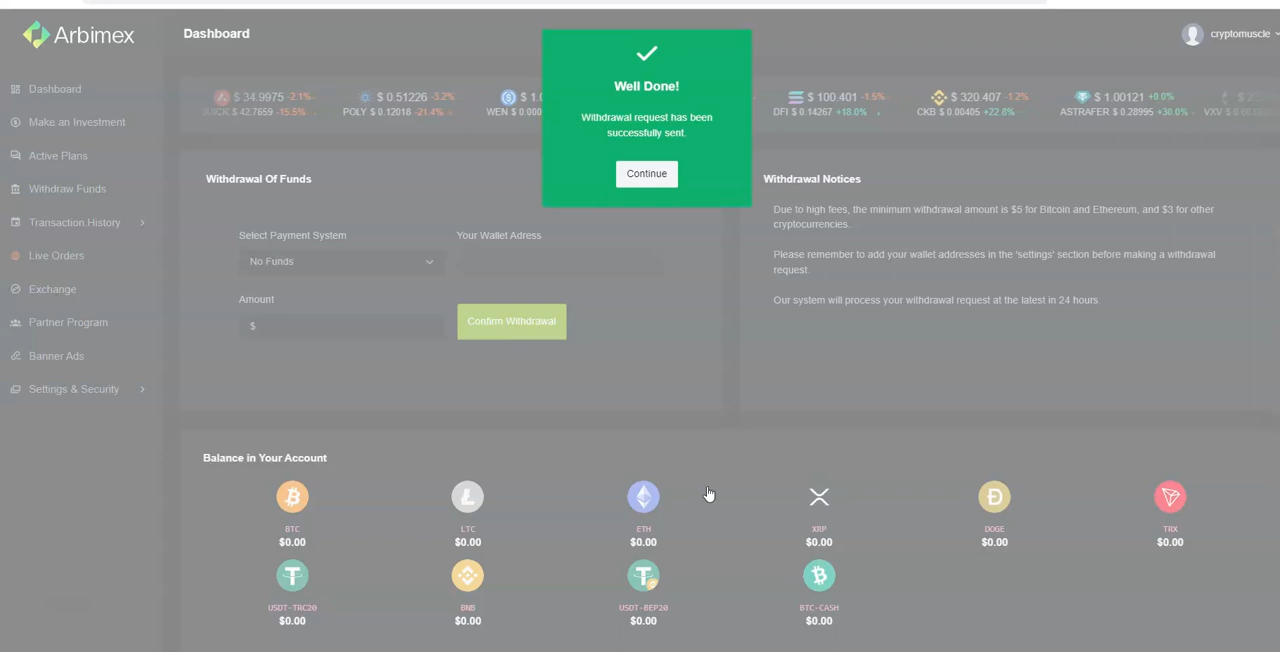 Arbimex
Dashboard
cryptomuscle
Well Done!
Withdrawal request has been
successfully sent.
Continue
$ 34.9975 -2.1%
$ 42.7659 -15.5%
$ 0.51226 -3.2%
POLY $ 0.12018 -21.4%
WEN $ 0.000
$ 100.401 -1.5%
DFI $ 0.14267 +18.0%
$ 320.407 -1.2%
CKB $ 0.00405 +22.8%
$ 1.00121 +0.0%
ASTRAFER $ 0.28995 +30.0%
VXV
Dashboard
Make an Investment
Active Plans
Withdraw Funds
Transaction History
Live Orders
Exchange
Partner Program
Banner Ads
Settings & Security
Withdrawal Of Funds
Select Payment System
Your Wallet Adress
No Funds
Amount
$
Confirm Withdrawal
Withdrawal Notices
Due to high fees, the minimum withdrawal amount is $5 for Bitcoin and Ethereum, and $3 for other
cryptocurrencies.
Please remember to add your wallet addresses in the 'settings' section before making a withdrawal
request.
Our system will process your withdrawal request at the latest in 24 hours.
Balance in Your Account
BTC
$0.00
LTC
$0.00
ETH
$0.00
XRP
$0.00
DOGE
$0.00
TRX
$0.00
USDT-TRC20
$0.00
BNB
$0.00
USDT-BEP20
$0.00
BTC-CASH
$0.00